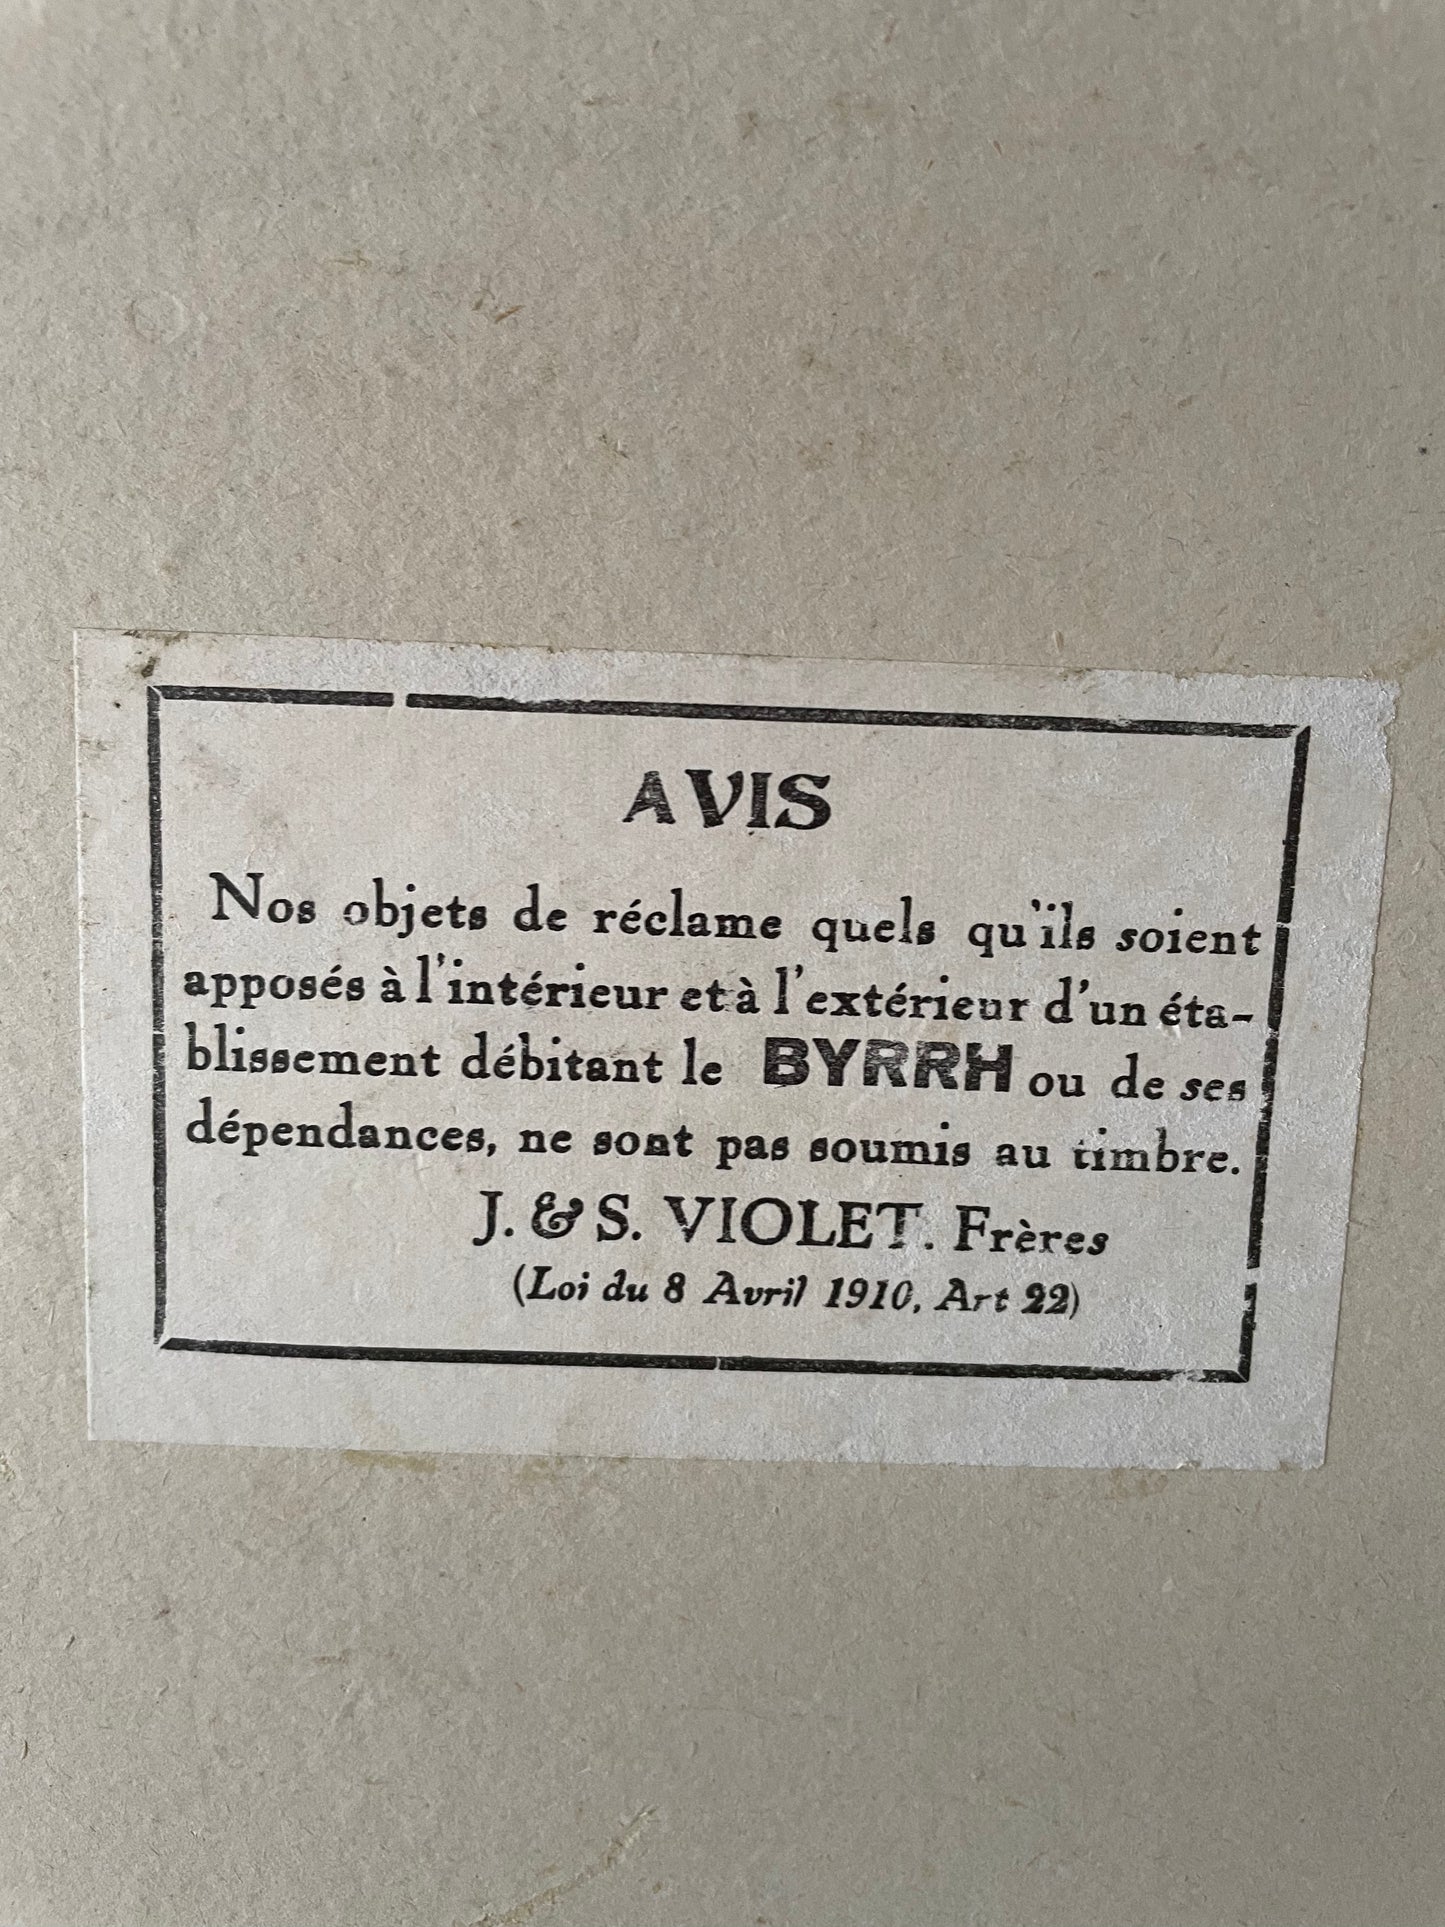 AVIS
Nos objets de réclame quels qu'ils soient
apposés à l'intérieur et à l'extérieur d'un éta-
blissement débitant le BYRRH ou de ses
dépendances, ne sont pas soumis au timbre.
J. & S. VIOLET. Frères
(Loi du 8 Avril 1910, Art 22)